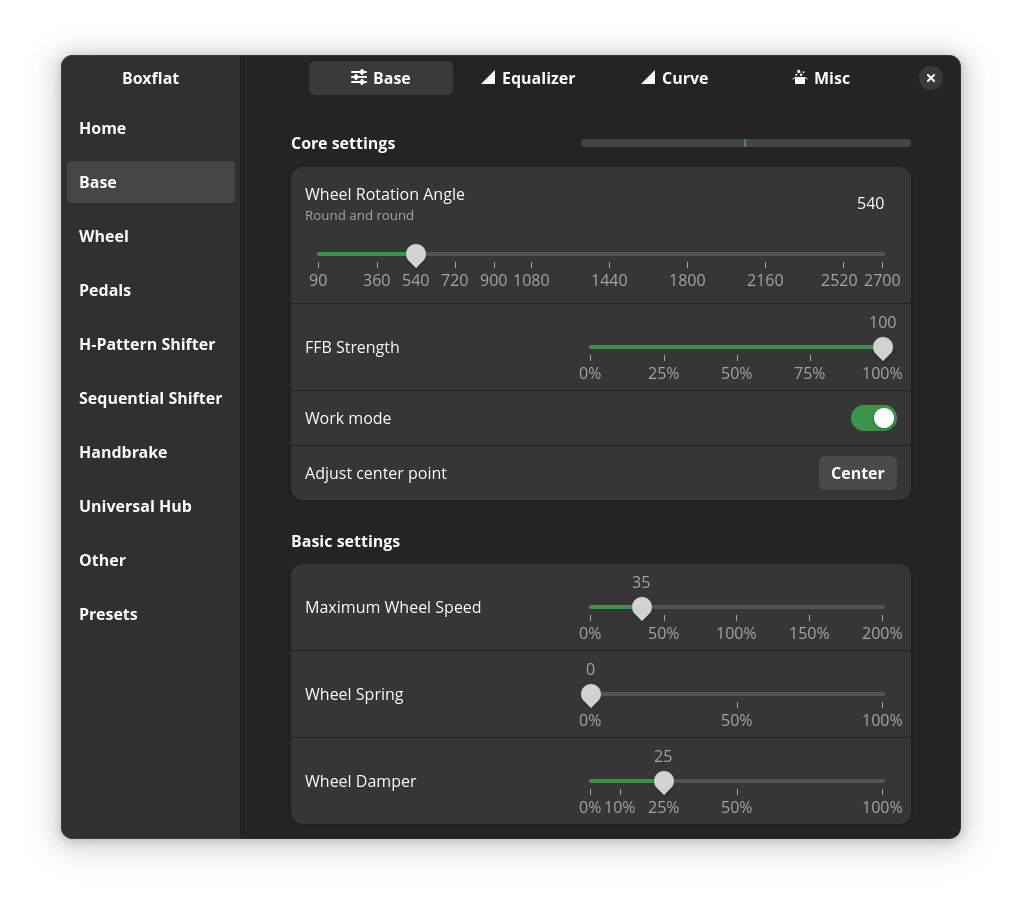 Boxflat
Base
Equalizer
Curve
Misc
Home
Base
Wheel
Pedals
H-Pattern Shifter
Sequential Shifter
Handbrake
Universal Hub
Other
Presets
Core settings
Wheel Rotation Angle
Round and round
540
90 360 540 720 900 1080 1440 1800 2160 2520 2700
100
FFB Strength
0% 25% 50% 75% 100%
Work mode
Adjust center point
Center
Basic settings
35
Maximum Wheel Speed
0% 50% 100% 150% 200%
0
Wheel Spring
0% 50% 100%
25
Wheel Damper
0% 10% 25% 50% 100%